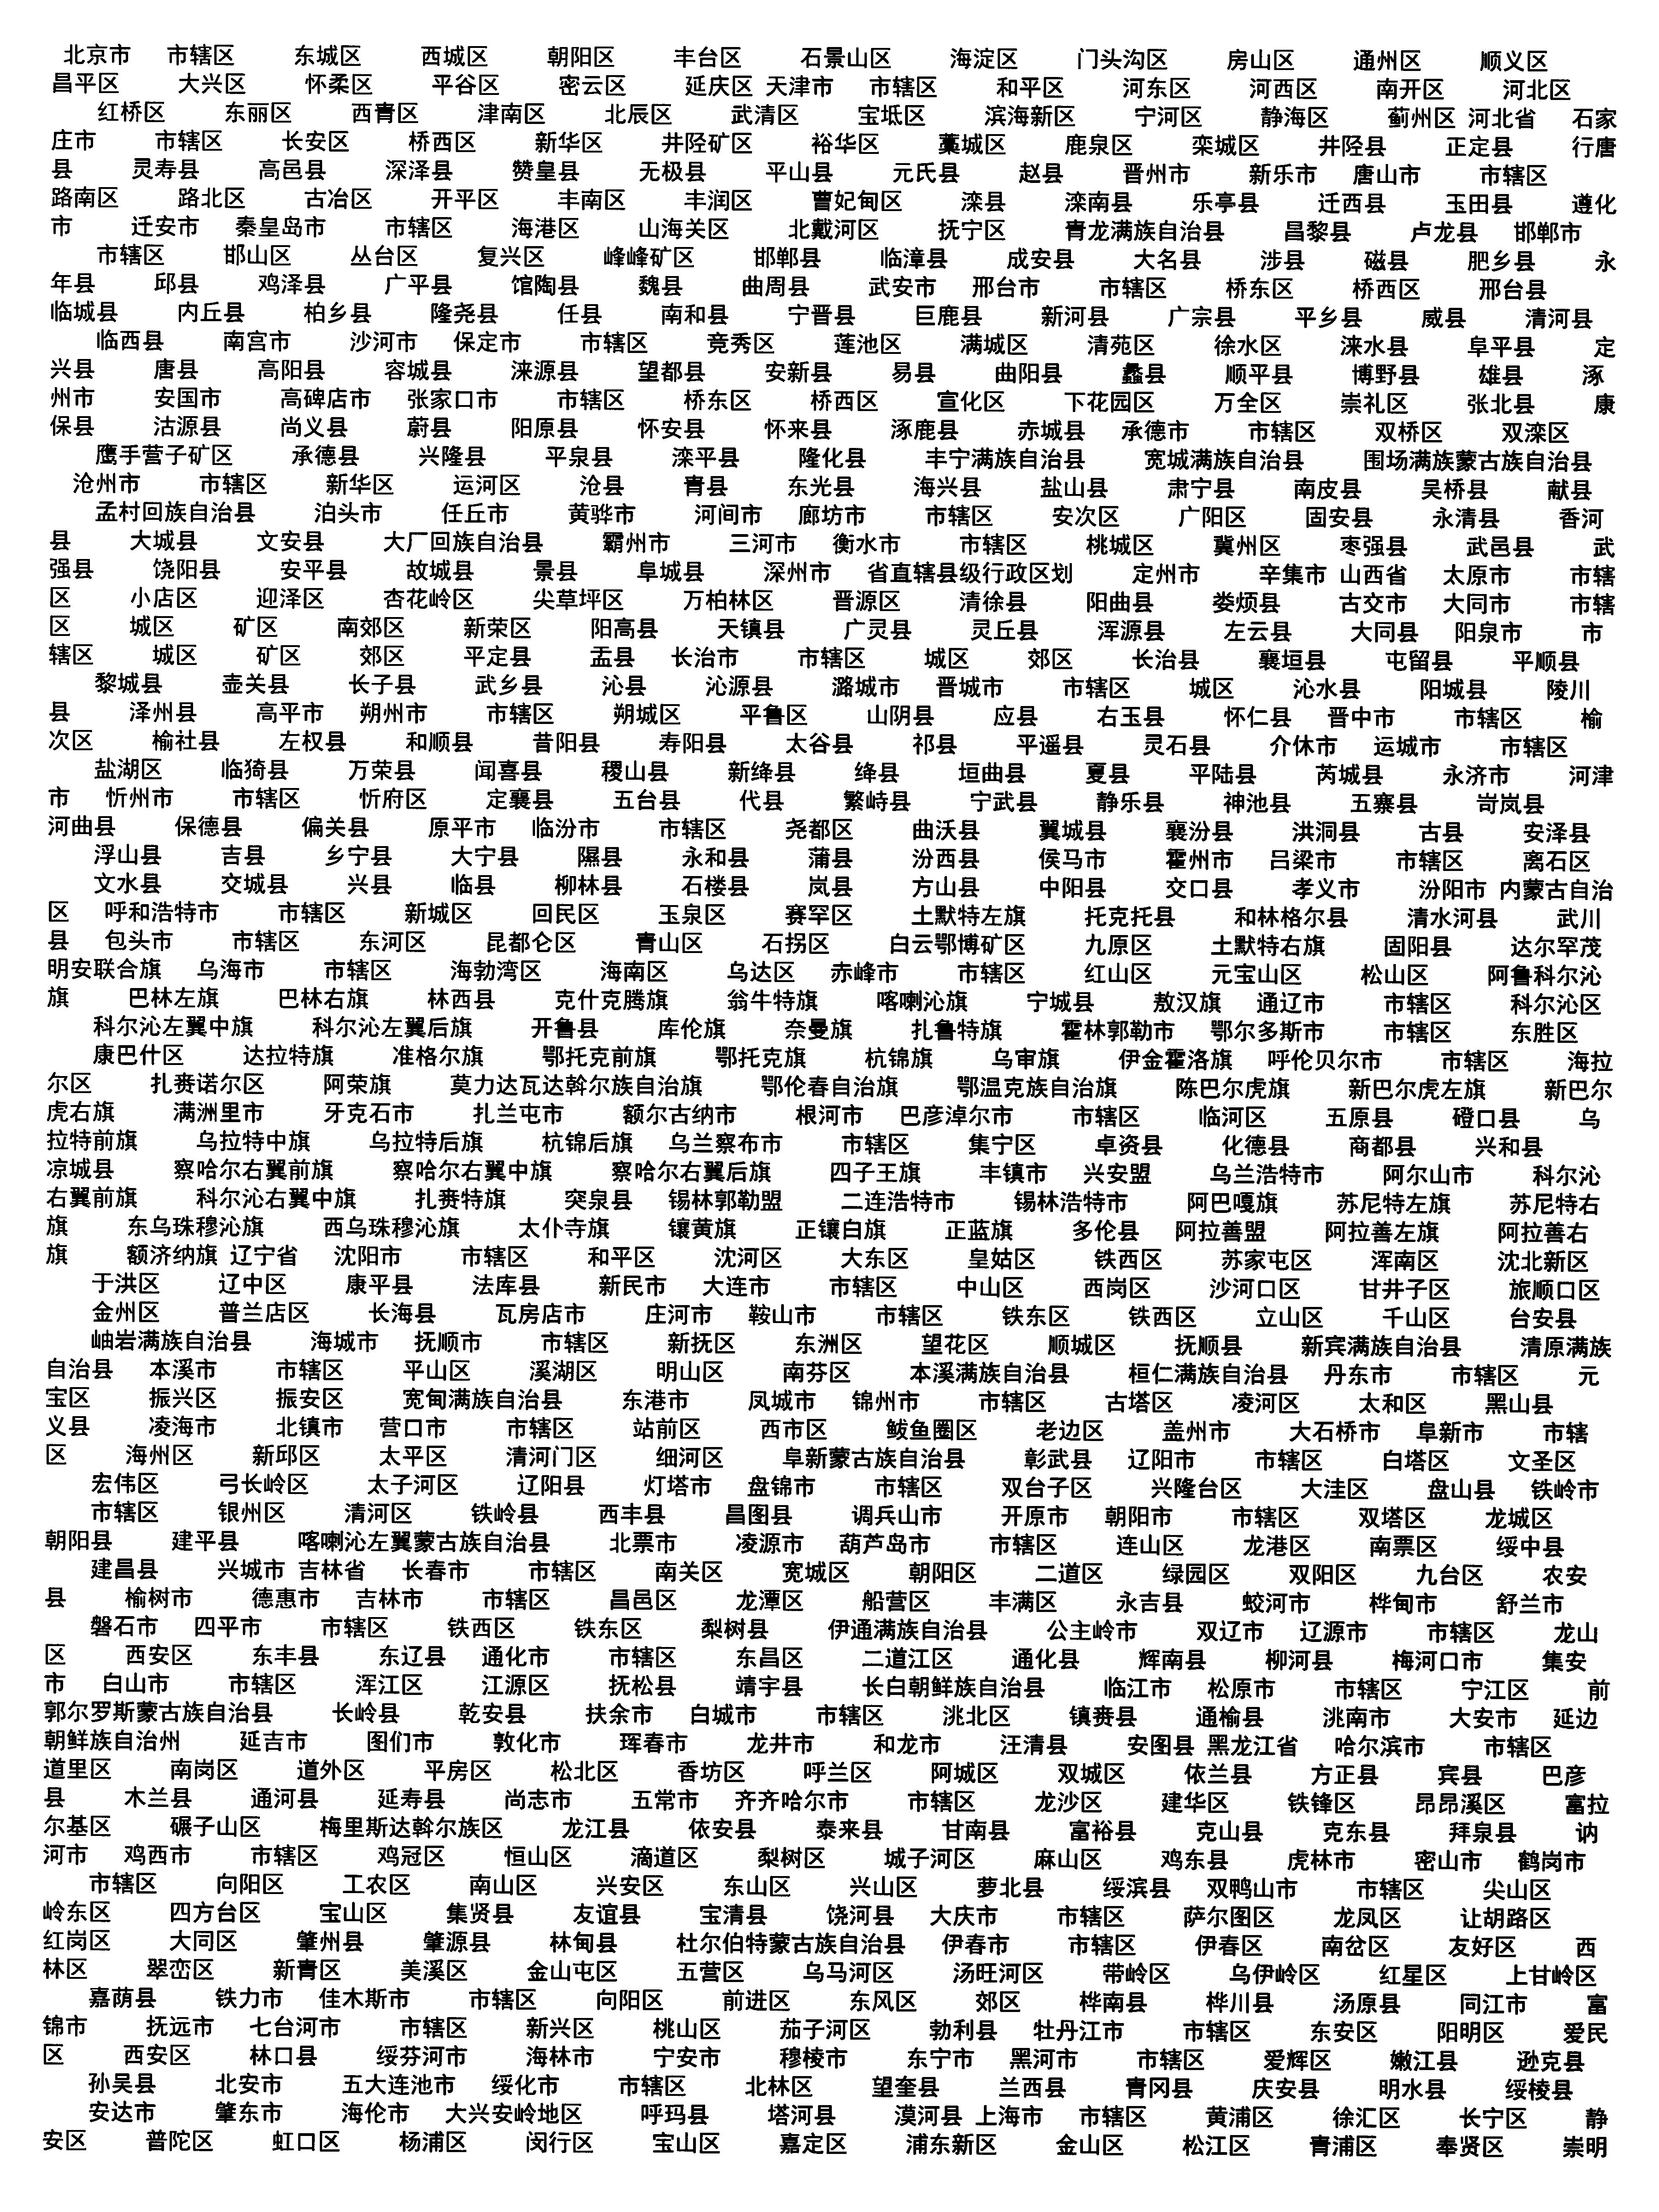 北京市 市辖区 东城区 西城区 朝阳区 丰台区 石景山区 海淀区 门头沟区 房山区 通州区 顺义区
昌平区 大兴区 怀柔区 平谷区 密云区 延庆区 天津市 市辖区 和平区 河东区 河西区 南开区 河北区
红桥区 东丽区 西青区 津南区 北辰区 武清区 宝坻区 滨海新区 宁河区 静海区 蓟州区 河北省 石家
庄市 市辖区 长安区 桥西区 新华区 井陉矿区 裕华区 藁城区 鹿泉区 栾城区 井陉县 正定县 行唐
县 灵寿县 高邑县 深泽县 赞皇县 无极县 平山县 元氏县 赵县 晋州市 新乐市 唐山市 市辖区
路南区 路北区 古冶区 开平区 丰南区 丰润区 曹妃甸区 滦县 滦南县 乐亭县 迁西县 玉田县 遵化
市 迁安市 秦皇岛市 市辖区 海港区 山海关区 北戴河区 抚宁区 青龙满族自治县 昌黎县 卢龙县 邯郸市
市辖区 邯山区 丛台区 复兴区 峰峰矿区 邯郸县 临漳县 成安县 大名县 涉县 磁县 肥乡县 永
年县 邱县 鸡泽县 广平县 馆陶县 魏县 曲周县 武安市 邢台市 市辖区 桥东区 桥西区 邢台县
临城县 内丘县 柏乡县 隆尧县 任县 南和县 宁晋县 巨鹿县 新河县 广宗县 平乡县 威县 清河县
临西县 南宫市 沙河市 保定市 市辖区 竞秀区 莲池区 满城区 清苑区 徐水区 涞水县 阜平县 定
兴县 唐县 高阳县 容城县 涞源县 望都县 安新县 易县 曲阳县 蠡县 顺平县 博野县 雄县 涿
州市 安国市 高碑店市 张家口市 市辖区 桥东区 桥西区 宣化区 下花园区 万全区 崇礼区 张北县 康
保县 沽源县 尚义县 蔚县 阳原县 怀安县 怀来县 涿鹿县 赤城县 承德市 市辖区 双桥区 双滦区
鹰手营子矿区 承德县 兴隆县 平泉县 滦平县 隆化县 丰宁满族自治县 宽城满族自治县 围场满族蒙古族自治县
沧州市 市辖区 新华区 运河区 沧县 青县 东光县 海兴县 盐山县 肃宁县 南皮县 吴桥县 献县
孟村回族自治县 泊头市 任丘市 黄骅市 河间市 廊坊市 市辖区 安次区 广阳区 固安县 永清县 香河
县 大城县 文安县 大厂回族自治县 霸州市 三河市 衡水市 市辖区 桃城区 冀州区 枣强县 武邑县 武
强县 饶阳县 安平县 故城县 景县 阜城县 深州市 省直辖县级行政区划 定州市 辛集市 山西省 太原市 市辖
区 小店区 迎泽区 杏花岭区 尖草坪区 万柏林区 晋源区 清徐县 阳曲县 娄烦县 古交市 大同市 市辖
区 城区 矿区 南郊区 新荣区 阳高县 天镇县 广灵县 灵丘县 浑源县 左云县 大同县 阳泉市 市
辖区 城区 矿区 郊区 平定县 盂县 长治市 市辖区 城区 郊区 长治县 襄垣县 屯留县 平顺县
黎城县 壶关县 长子县 武乡县 沁县 沁源县 潞城市 晋城市 市辖区 城区 沁水县 阳城县 陵川
县 泽州县 高平市 朔州市 市辖区 朔城区 平鲁区 山阴县 应县 右玉县 怀仁县 晋中市 市辖区 榆
次区 榆社县 左权县 和顺县 昔阳县 寿阳县 太谷县 祁县 平遥县 灵石县 介休市 运城市 市辖区
盐湖区 临猗县 万荣县 闻喜县 稷山县 新绛县 绛县 垣曲县 夏县 平陆县 芮城县 永济市 河津
市 忻州市 市辖区 忻府区 定襄县 五台县 代县 繁峙县 宁武县 静乐县 神池县 五寨县 岢岚县
河曲县 保德县 偏关县 原平市 临汾市 市辖区 尧都区 曲沃县 翼城县 襄汾县 洪洞县 古县 安泽县
浮山县 吉县 乡宁县 大宁县 隰县 永和县 蒲县 汾西县 侯马市 霍州市 吕梁市 市辖区 离石区
文水县 交城县 兴县 临县 柳林县 石楼县 岚县 方山县 中阳县 交口县 孝义市 汾阳市 内蒙古自治
区 呼和浩特市 市辖区 新城区 回民区 玉泉区 赛罕区 土默特左旗 托克托县 和林格尔县 清水河县 武川
县 包头市 市辖区 东河区 昆都仑区 青山区 石拐区 白云鄂博矿区 九原区 土默特右旗 固阳县 达尔罕茂
明安联合旗 乌海市 市辖区 海勃湾区 海南区 乌达区 赤峰市 市辖区 红山区 元宝山区 松山区 阿鲁科尔沁
旗 巴林左旗 巴林右旗 林西县 克什克腾旗 翁牛特旗 喀喇沁旗 宁城县 敖汉旗 通辽市 市辖区 科尔沁区
科尔沁左翼中旗 科尔沁左翼后旗 开鲁县 库伦旗 奈曼旗 扎鲁特旗 霍林郭勒市 鄂尔多斯市 市辖区 东胜区
康巴什区 达拉特旗 准格尔旗 鄂托克前旗 鄂托克旗 杭锦旗 乌审旗 伊金霍洛旗 呼伦贝尔市 市辖区 海拉
尔区 扎赉诺尔区 阿荣旗 莫力达瓦达斡尔族自治旗 鄂伦春自治旗 鄂温克族自治旗 陈巴尔虎旗 新巴尔虎左旗 新巴尔
虎右旗 满洲里市 牙克石市 扎兰屯市 额尔古纳市 根河市 巴彦淖尔市 市辖区 临河区 五原县 磴口县 乌
拉特前旗 乌拉特中旗 乌拉特后旗 杭锦后旗 乌兰察布市 市辖区 集宁区 卓资县 化德县 商都县 兴和县
凉城县 察哈尔右翼前旗 察哈尔右翼中旗 察哈尔右翼后旗 四子王旗 丰镇市 兴安盟 乌兰浩特市 阿尔山市 科尔沁
右翼前旗 科尔沁右翼中旗 扎赉特旗 突泉县 锡林郭勒盟 二连浩特市 锡林浩特市 阿巴嘎旗 苏尼特左旗 苏尼特右
旗 东乌珠穆沁旗 西乌珠穆沁旗 太仆寺旗 镶黄旗 正镶白旗 正蓝旗 多伦县 阿拉善盟 阿拉善左旗 阿拉善右
旗 额济纳旗 辽宁省 沈阳市 市辖区 和平区 沈河区 大东区 皇姑区 铁西区 苏家屯区 浑南区 沈北新区
于洪区 辽中区 康平县 法库县 新民市 大连市 市辖区 中山区 西岗区 沙河口区 甘井子区 旅顺口区
金州区 普兰店区 长海县 瓦房店市 庄河市 鞍山市 市辖区 铁东区 铁西区 立山区 千山区 台安县
岫岩满族自治县 海城市 抚顺市 市辖区 新抚区 东洲区 望花区 顺城区 抚顺县 新宾满族自治县 清原满族
自治县 本溪市 市辖区 平山区 溪湖区 明山区 南芬区 本溪满族自治县 桓仁满族自治县 丹东市 市辖区 元
宝区 振兴区 振安区 宽甸满族自治县 东港市 凤城市 锦州市 市辖区 古塔区 凌河区 太和区 黑山县
义县 凌海市 北镇市 营口市 市辖区 站前区 西市区 鲅鱼圈区 老边区 盖州市 大石桥市 阜新市 市辖
区 海州区 新邱区 太平区 清河门区 细河区 阜新蒙古族自治县 彰武县 辽阳市 市辖区 白塔区 文圣区
宏伟区 弓长岭区 太子河区 辽阳县 灯塔市 盘锦市 市辖区 双台子区 兴隆台区 大洼区 盘山县 铁岭市
市辖区 银州区 清河区 铁岭县 西丰县 昌图县 调兵山市 开原市 朝阳市 市辖区 双塔区 龙城区
朝阳县 建平县 喀喇沁左翼蒙古族自治县 北票市 凌源市 葫芦岛市 市辖区 连山区 龙港区 南票区 绥中县
建昌县 兴城市 吉林省 长春市 市辖区 南关区 宽城区 朝阳区 二道区 绿园区 双阳区 九台区 农安
县 榆树市 德惠市 吉林市 市辖区 昌邑区 龙潭区 船营区 丰满区 永吉县 蛟河市 桦甸市 舒兰市
磐石市 四平市 市辖区 铁西区 铁东区 梨树县 伊通满族自治县 公主岭市 双辽市 辽源市 市辖区 龙山
区 西安区 东丰县 东辽县 通化市 市辖区 东昌区 二道江区 通化县 辉南县 柳河县 梅河口市 集安
市 白山市 市辖区 浑江区 江源区 抚松县 靖宇县 长白朝鲜族自治县 临江市 松原市 市辖区 宁江区 前
郭尔罗斯蒙古族自治县 长岭县 乾安县 扶余市 白城市 市辖区 洮北区 镇赉县 通榆县 洮南市 大安市 延边
朝鲜族自治州 延吉市 图们市 敦化市 珲春市 龙井市 和龙市 汪清县 安图县 黑龙江省 哈尔滨市 市辖区
道里区 南岗区 道外区 平房区 松北区 香坊区 呼兰区 阿城区 双城区 依兰县 方正县 宾县 巴彦
县 木兰县 通河县 延寿县 尚志市 五常市 齐齐哈尔市 市辖区 龙沙区 建华区 铁锋区 昂昂溪区 富拉
尔基区 碾子山区 梅里斯达斡尔族区 龙江县 依安县 泰来县 甘南县 富裕县 克山县 克东县 拜泉县 讷
河市 鸡西市 市辖区 鸡冠区 恒山区 滴道区 梨树区 城子河区 麻山区 鸡东县 虎林市 密山市 鹤岗市
市辖区 向阳区 工农区 南山区 兴安区 东山区 兴山区 萝北县 绥滨县 双鸭山市 市辖区 尖山区
岭东区 四方台区 宝山区 集贤县 友谊县 宝清县 饶河县 大庆市 市辖区 萨尔图区 龙凤区 让胡路区
红岗区 大同区 肇州县 肇源县 林甸县 杜尔伯特蒙古族自治县 伊春市 市辖区 伊春区 南岔区 友好区 西
林区 翠峦区 新青区 美溪区 金山屯区 五营区 乌马河区 汤旺河区 带岭区 乌伊岭区 红星区 上甘岭区
嘉荫县 铁力市 佳木斯市 市辖区 向阳区 前进区 东风区 郊区 桦南县 桦川县 汤原县 同江市 富
锦市 抚远市 七台河市 市辖区 新兴区 桃山区 茄子河区 勃利县 牡丹江市 市辖区 东安区 阳明区 爱民
区 西安区 林口县 绥芬河市 海林市 宁安市 穆棱市 东宁市 黑河市 市辖区 爱辉区 嫩江县 逊克县
孙吴县 北安市 五大连池市 绥化市 市辖区 北林区 望奎县 兰西县 青冈县 庆安县 明水县 绥棱县
安达市 肇东市 海伦市 大兴安岭地区 呼玛县 塔河县 漠河县 上海市 市辖区 黄浦区 徐汇区 长宁区 静
安区 普陀区 虹口区 杨浦区 闵行区 宝山区 嘉定区 浦东新区 金山区 松江区 青浦区 奉贤区 崇明